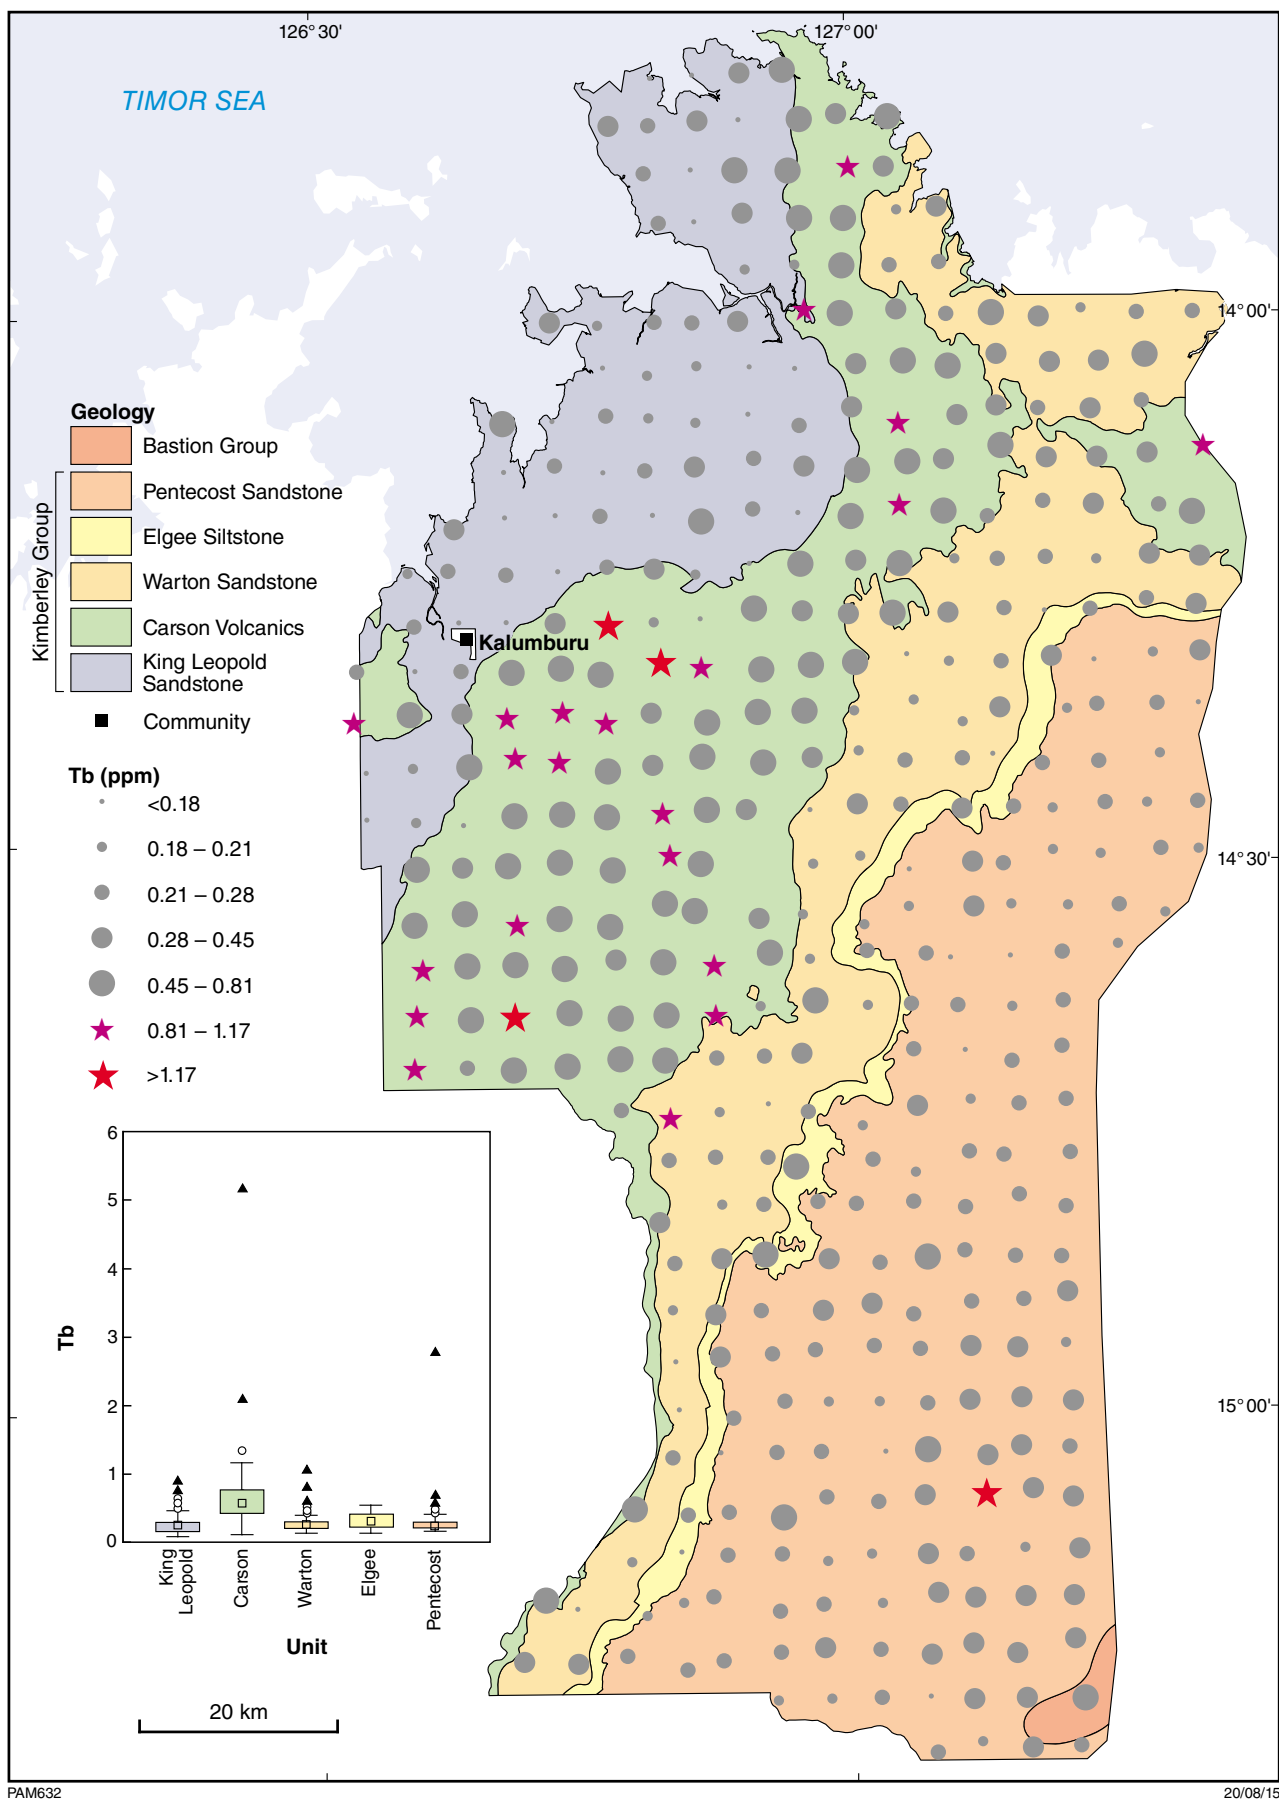 126°30'
127°00'
TIMOR SEA
14°00'
Geology
Bastion Group
Kimberley Group
Pentecost Sandstone
Elgee Siltstone
Warton Sandstone
Carson Volcanics
King Leopold
Sandstone
Community
Kalumburu
Tb (ppm)
<0.18
0.18 – 0.21
0.21 – 0.28
0.28 – 0.45
0.45 – 0.81
0.81 – 1.17
>1.17
14°30'
15°00'
6
5
4
3
2
1
0
Tb
King
Leopold
Carson
Warton
Elgee
Pentecost
Unit
20 km
PAM632
20/08/15